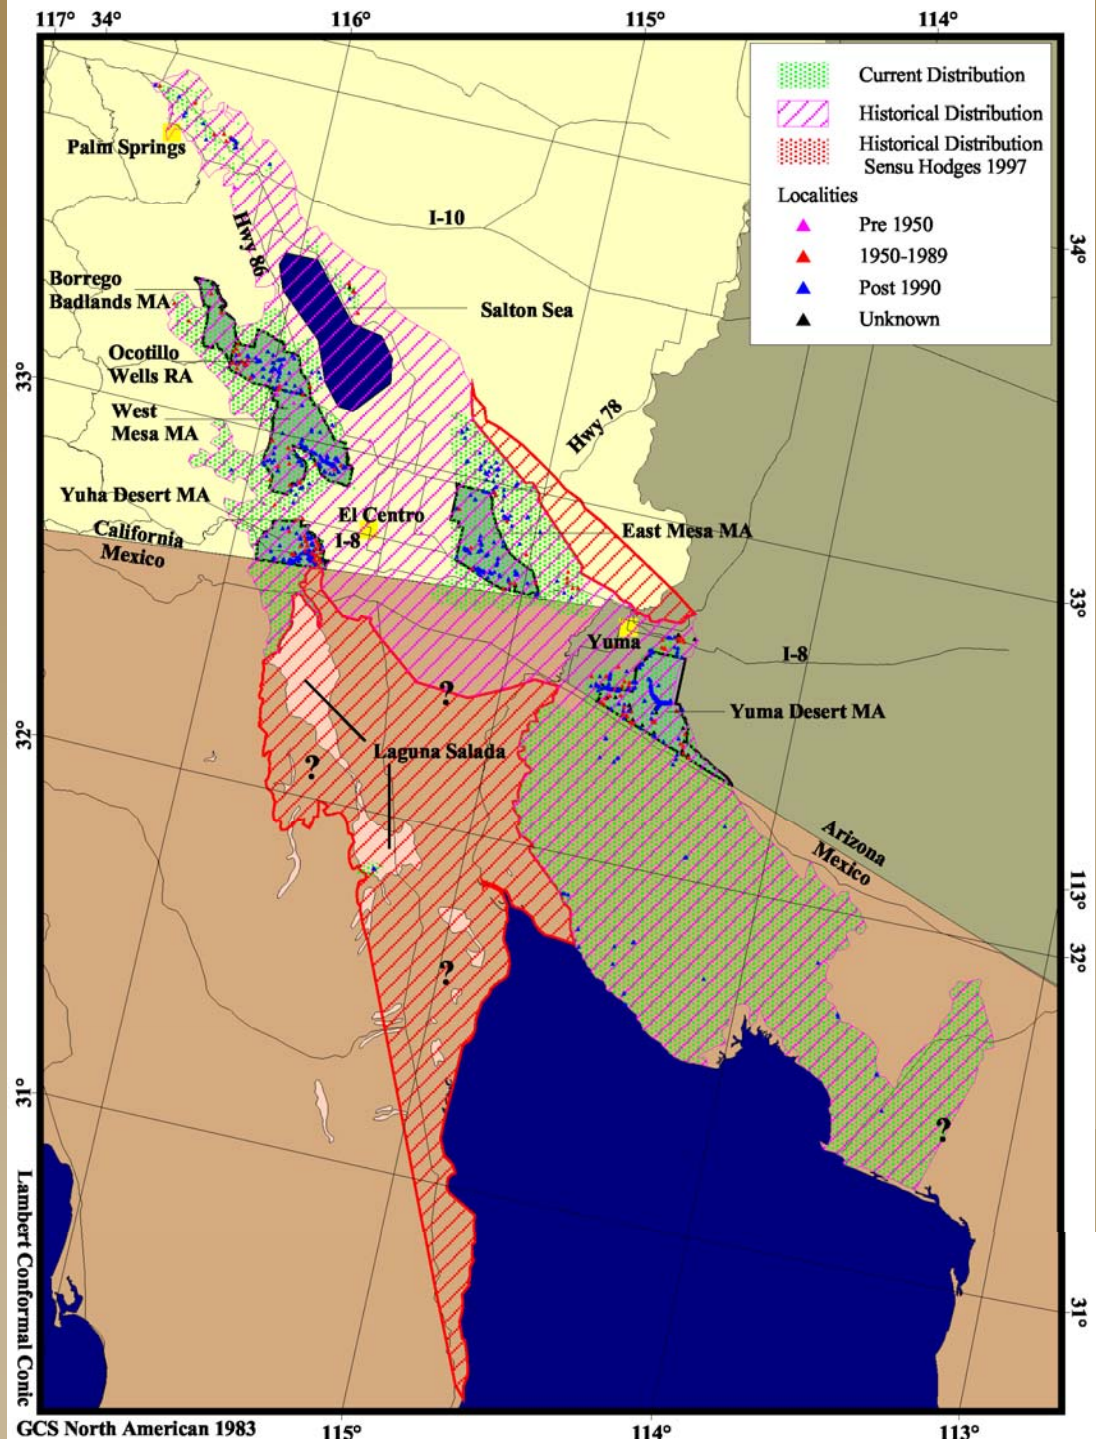 117° 34° 116° 115° 114°
Current Distribution
Historical Distribution
Historical Distribution
Sensu Hodges 1997
Localities
Pre 1950
1950-1989
Post 1990
Unknown
Palm Springs
I-10
Hwy 86
34°
Borrego
Badlands MA
Salton Sea
Ocotillo
Wells RA
33°
West
Mesa MA
Hwy 78
Yuha Desert MA
El Centro
I-8
California
Mexico
East Mesa MA
33°
Yuma
I-8
?
Yuma Desert MA
32°
Laguna Salada
?
Arizona
Mexico
113°
32°
?
31°
?
Lambert Conformal Conic
31°
GCS North American 1983
115° 114° 113°